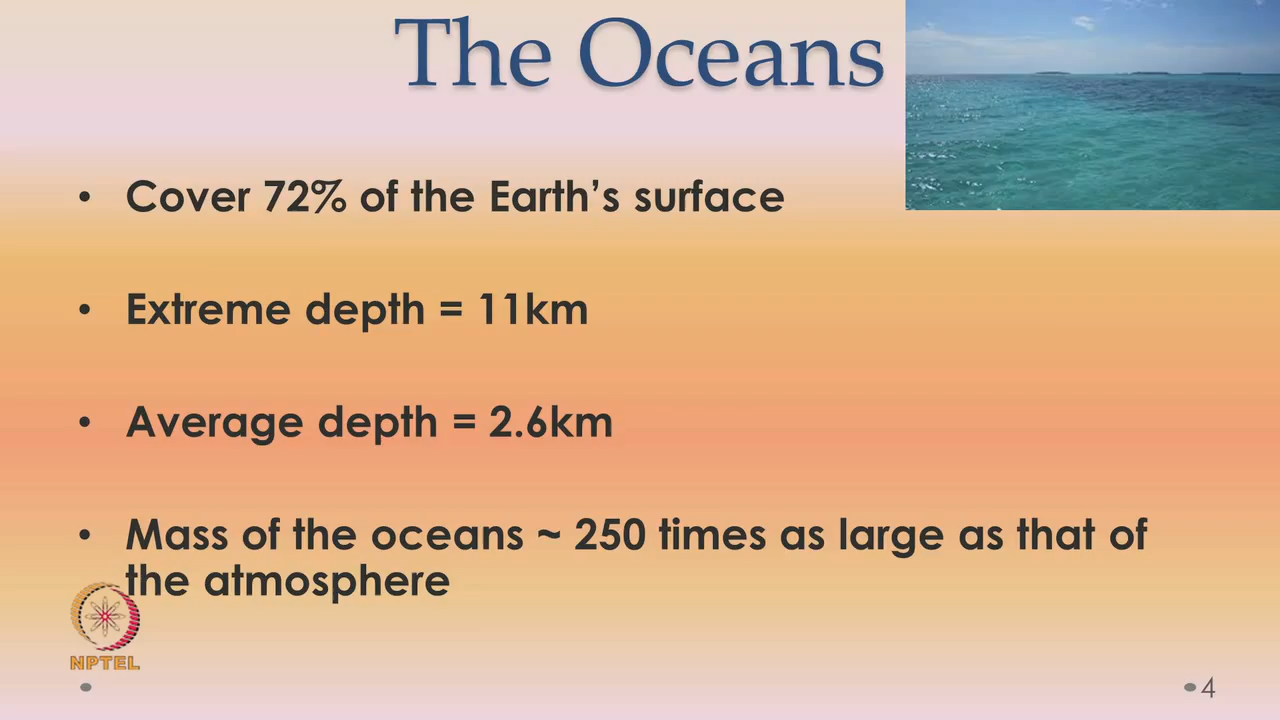 The Oceans
• Cover 72% of the Earth’s surface
• Extreme depth = 11km
• Average depth = 2.6km
• Mass of the oceans ~ 250 times as large as that of
the atmosphere
NPTEL
4